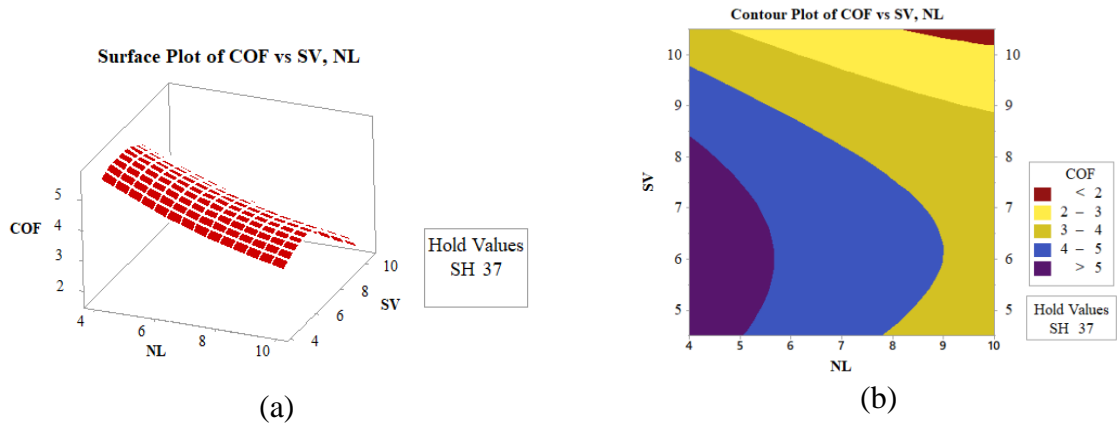 Surface Plot of COF vs SV, NL
5
4
COF
3
2
4
6
NL
8
10
4
6
SV
8
10
Hold Values
SH 37
(a)
Contour Plot of COF vs SV, NL
10
9
8
SV
7
6
5
10
9
8
7
6
5
4
5
6
7
8
9
10
NL
COF
< 2
2 – 3
3 – 4
4 – 5
> 5
Hold Values
SH 37
(b)